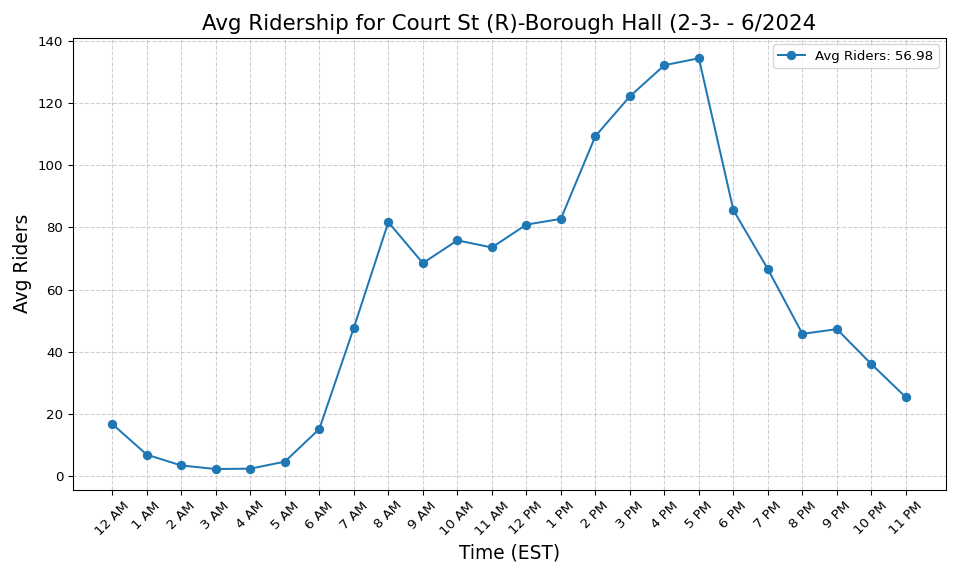 Avg Ridership for Court St (R)-Borough Hall (2-3- - 6/2024
Avg Riders: 56.98
140
120
100
80
60
40
20
0
Avg Riders
12 AM 1 AM 2 AM 3 AM 4 AM 5 AM 6 AM 7 AM 8 AM 9 AM 10 AM 11 AM 12 PM 1 PM 2 PM 3 PM 4 PM 5 PM 6 PM 7 PM 8 PM 9 PM 10 PM 11 PM
Time (EST)